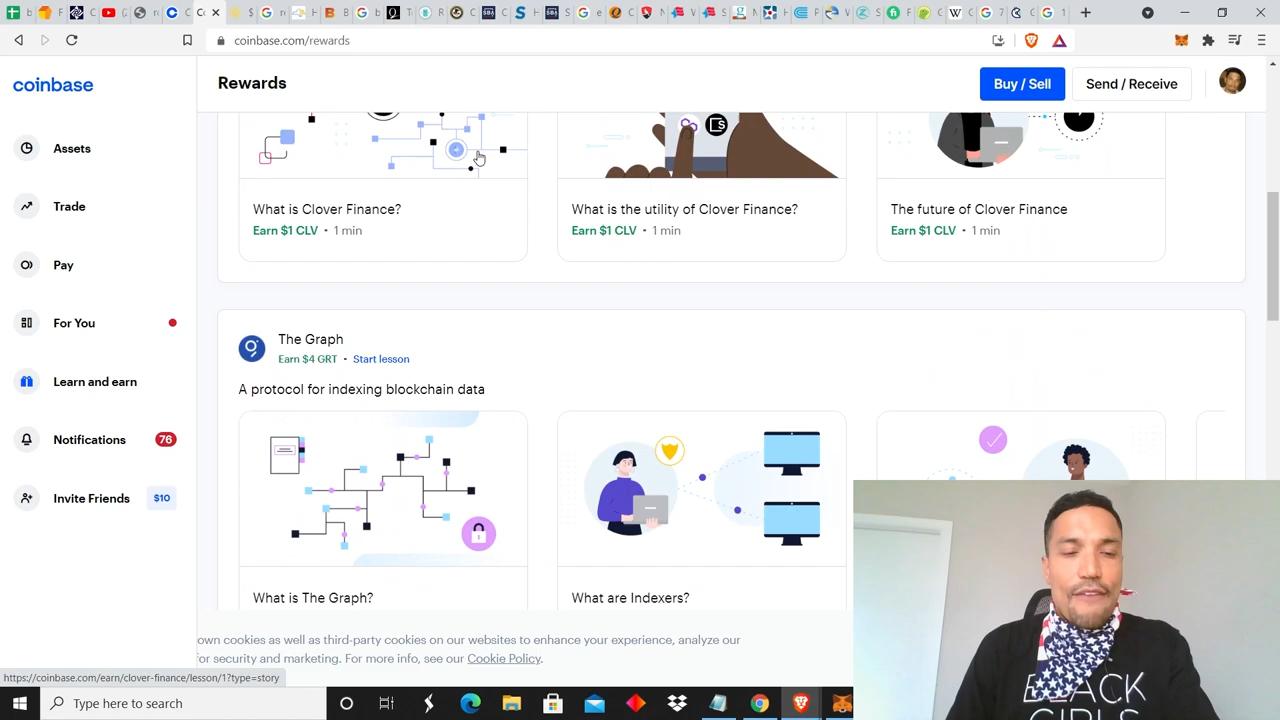 coinbase.com/rewards
coinbase
Rewards
Buy / Sell
Send / Receive
Assets
Trade
Pay
For You
Learn and earn
Notifications
76
Invite Friends
$10
What is Clover Finance?
Earn $1 CLV • 1 min
What is the utility of Clover Finance?
Earn $1 CLV • 1 min
The future of Clover Finance
Earn $1 CLV • 1 min
The Graph
Earn $4 GRT • Start lesson
A protocol for indexing blockchain data
What is The Graph?
What are Indexers?
own cookies as well as third-party cookies on our websites to enhance your experience, analyze our
for security and marketing. For more info, see our Cookie Policy.
https://coinbase.com/earn/clover-finance/lesson/1?type=story
Type here to search
BLACK
GIRLS